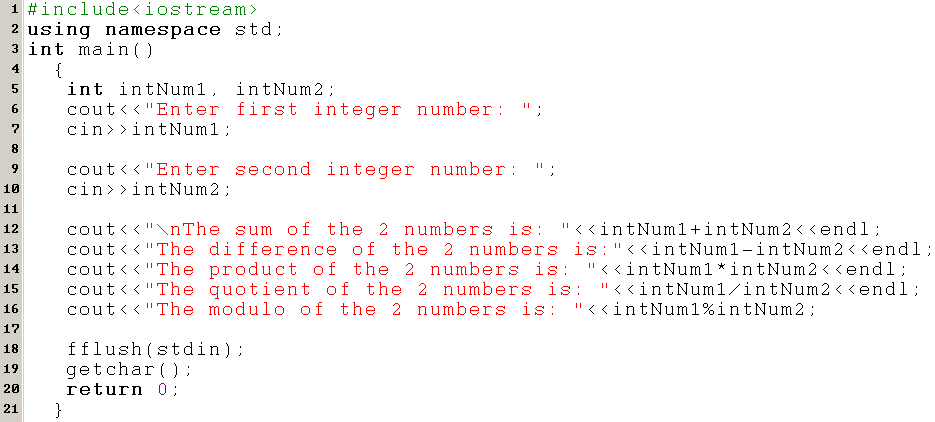 1 #include<iostream>
2 using namespace std;
3 int main()
4 {
5 int intNum1, intNum2;
6 cout<<"Enter first integer number: ";
7 cin>>intNum1;
8
9 cout<<"Enter second integer number: ";
10 cin>>intNum2;
11
12 cout<<"\nThe sum of the 2 numbers is: "<<intNum1+intNum2<<endl;
13 cout<<"The difference of the 2 numbers is:"<<intNum1-intNum2<<endl;
14 cout<<"The product of the 2 numbers is: "<<intNum1*intNum2<<endl;
15 cout<<"The quotient of the 2 numbers is: "<<intNum1/intNum2<<endl;
16 cout<<"The modulo of the 2 numbers is: "<<intNum1%intNum2;
17
18 fflush(stdin);
19 getchar();
20 return 0;
21 }